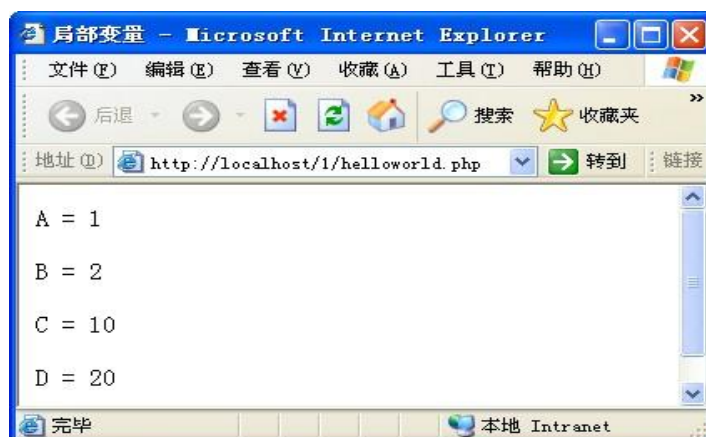 局部变量 - Microsoft Internet Explorer
文件(F) 编辑(E) 查看(V) 收藏(A) 工具(T) 帮助(H)
后退 搜索 收藏夹 »
地址(D) http://localhost/1/helloworld.php 转到 链接
A = 1
B = 2
C = 10
D = 20
完毕 本地 Intranet